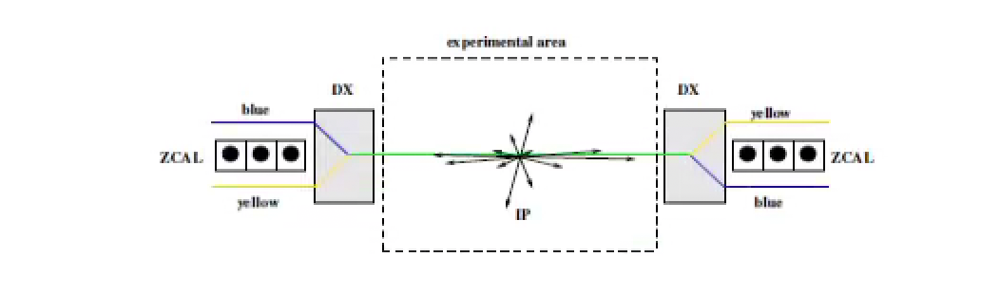 experimental area
DX
DX
blue
yellow
ZCAL
ZCAL
yellow
blue
IP